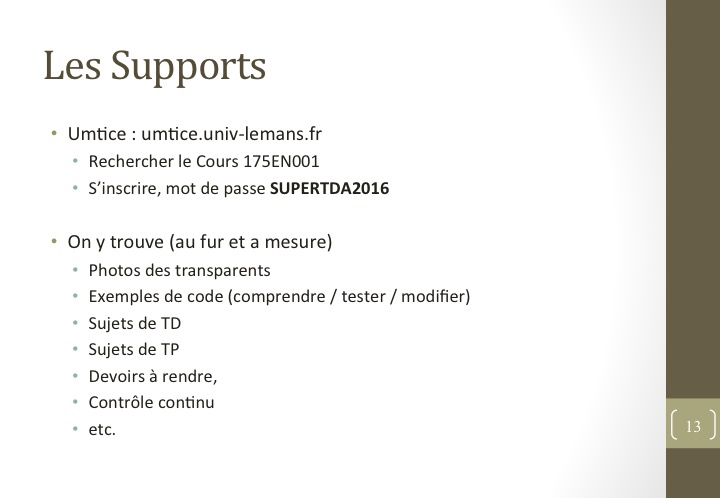 Les Supports
• Umtice : umtice.univ-lemans.fr
• Rechercher le Cours 175EN001
• S’inscrire, mot de passe SUPERTDA2016
• On y trouve (au fur et a mesure)
• Photos des transparents
• Exemples de code (comprendre / tester / modifier)
• Sujets de TD
• Sujets de TP
• Devoirs à rendre,
• Contrôle continu
• etc.
13